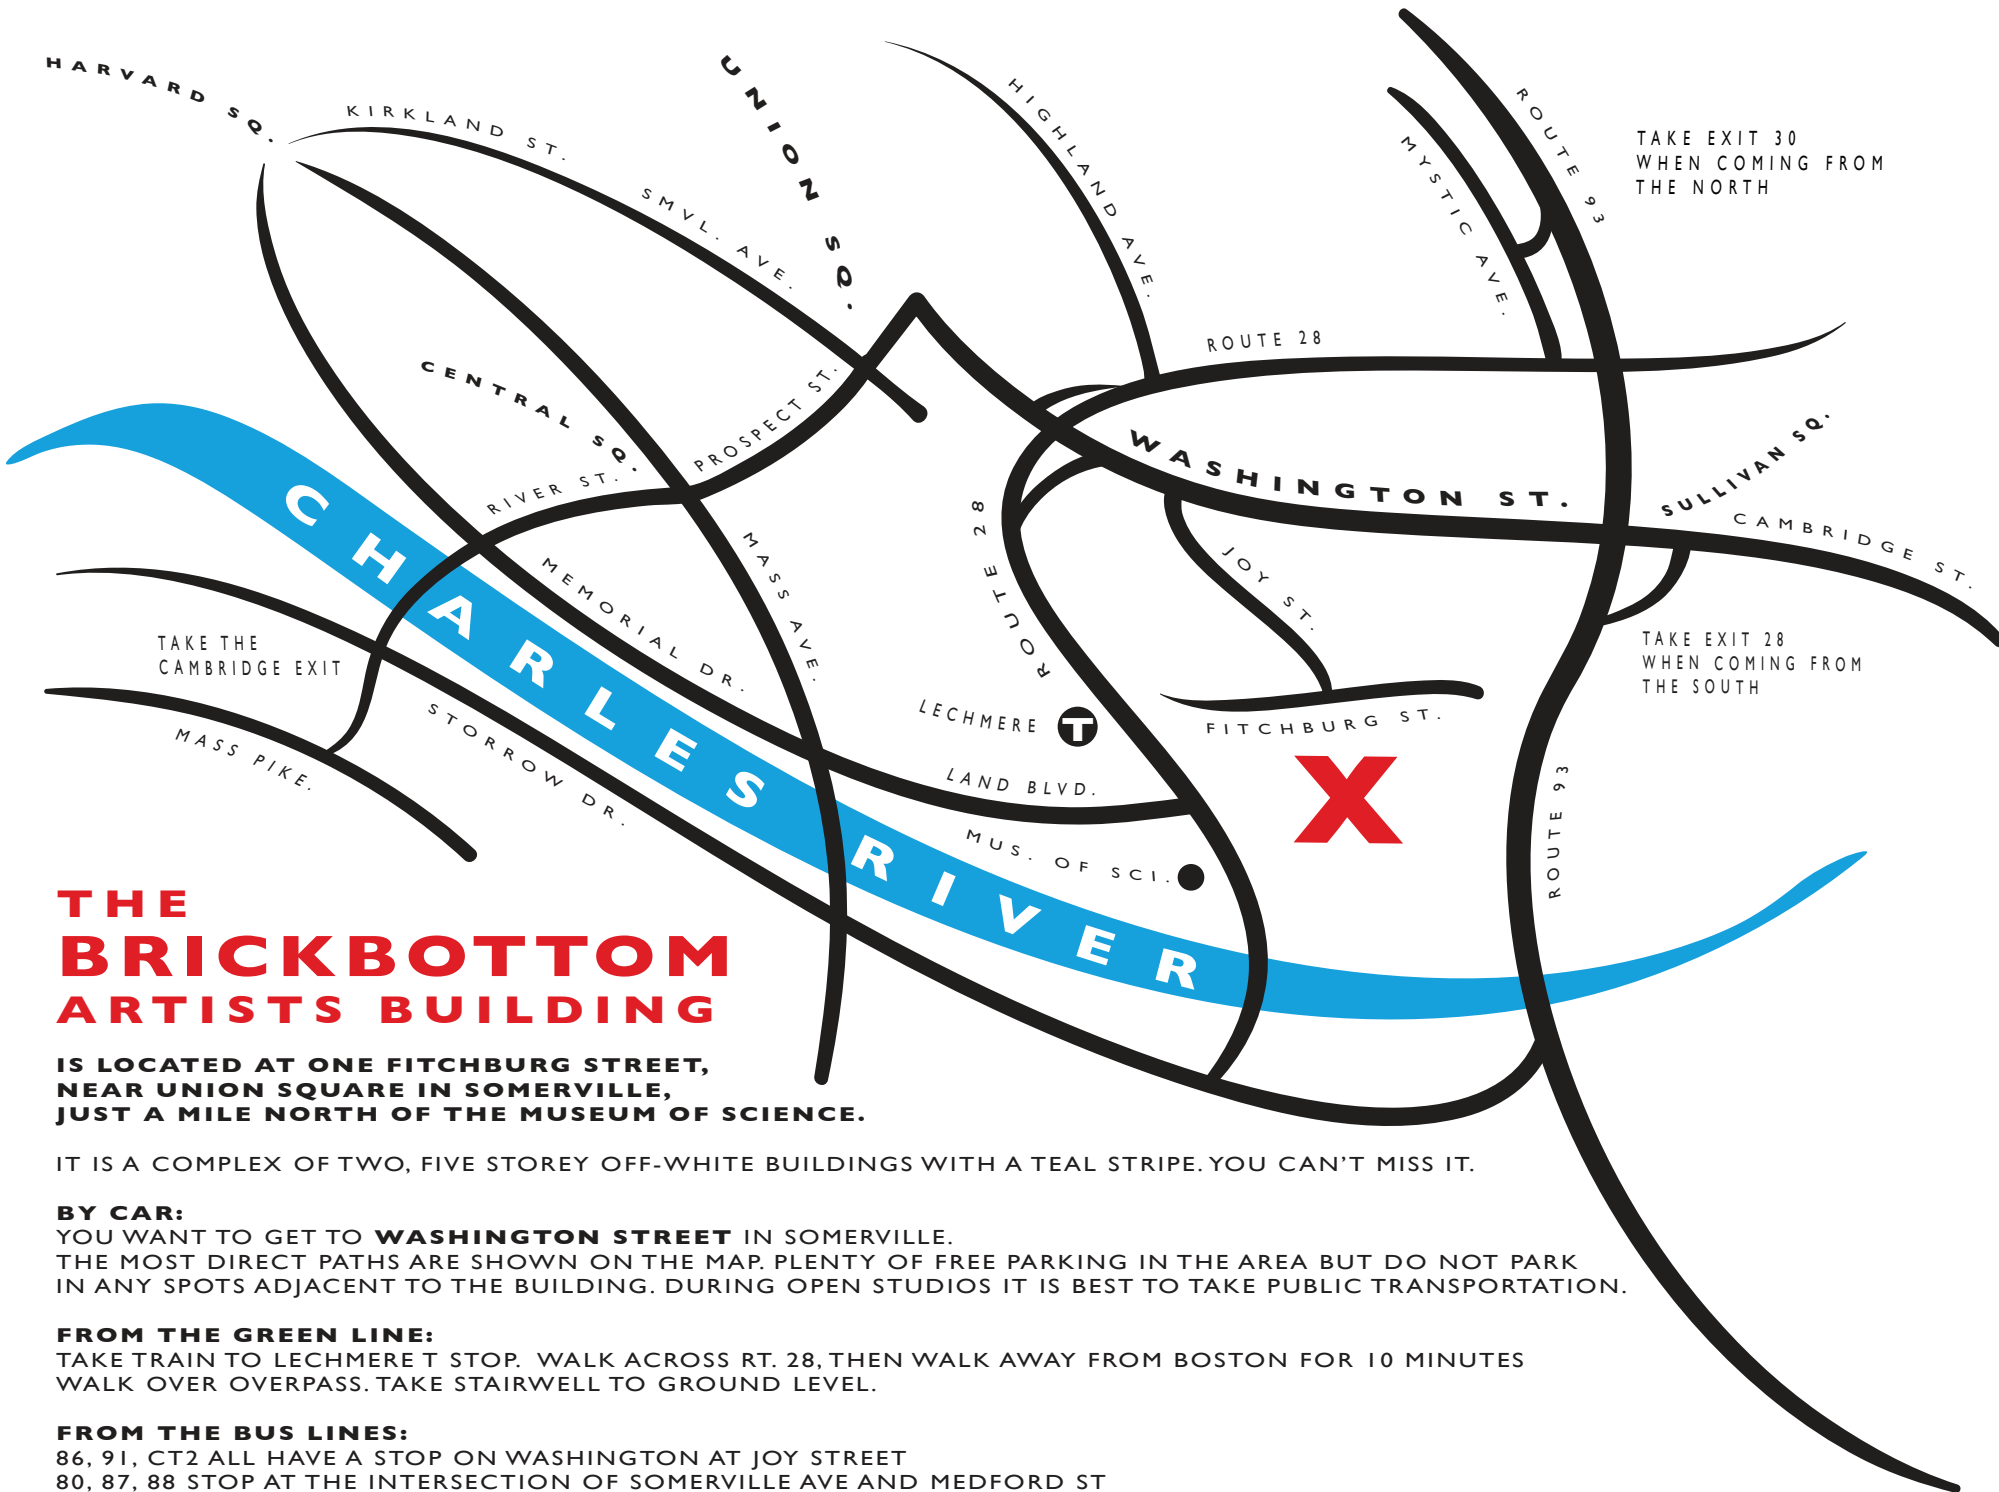 HARVARD SQ.
KIRKLAND ST.
SMVL. AVE.
UNION SQ.
HIGHLAND AVE.
MYSTIC AVE.
ROUTE 93
TAKE EXIT 30
WHEN COMING FROM
THE NORTH
ROUTE 28
CENTRAL SQ.
PROSPECT ST.
RIVER ST.
WASHINGTON ST.
SULLIVAN SQ.
CAMBRIDGE ST.
CHARLES RIVER
MEMORIAL DR.
MASS AVE.
ROUTE 28
JOY ST.
TAKE THE
CAMBRIDGE EXIT
TAKE EXIT 28
WHEN COMING FROM
THE SOUTH
MASS PIKE.
STORROW DR.
LECHMERE T
FITCHBURG ST.
X
LAND BLVD.
MUS. OF SCI.
ROUTE 93
THE
BRICKBOTTOM
ARTISTS BUILDING
IS LOCATED AT ONE FITCHBURG STREET,
NEAR UNION SQUARE IN SOMERVILLE,
JUST A MILE NORTH OF THE MUSEUM OF SCIENCE.
IT IS A COMPLEX OF TWO, FIVE STOREY OFF-WHITE BUILDINGS WITH A TEAL STRIPE. YOU CAN'T MISS IT.
BY CAR:
YOU WANT TO GET TO WASHINGTON STREET IN SOMERVILLE.
THE MOST DIRECT PATHS ARE SHOWN ON THE MAP. PLENTY OF FREE PARKING IN THE AREA BUT DO NOT PARK
IN ANY SPOTS ADJACENT TO THE BUILDING. DURING OPEN STUDIOS IT IS BEST TO TAKE PUBLIC TRANSPORTATION.
FROM THE GREEN LINE:
TAKE TRAIN TO LECHMERE T STOP. WALK ACROSS RT. 28, THEN WALK AWAY FROM BOSTON FOR 10 MINUTES
WALK OVER OVERPASS. TAKE STAIRWELL TO GROUND LEVEL.
FROM THE BUS LINES:
86, 91, CT2 ALL HAVE A STOP ON WASHINGTON AT JOY STREET
80, 87, 88 STOP AT THE INTERSECTION OF SOMERVILLE AVE AND MEDFORD ST